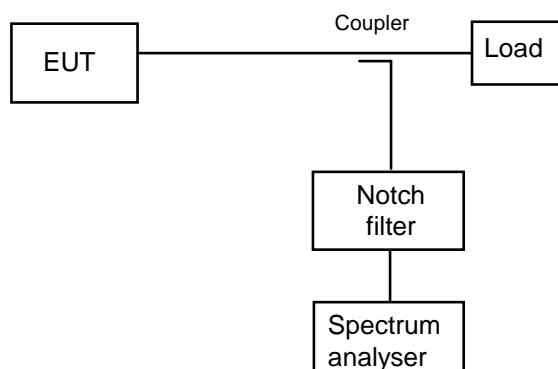 Coupler
EUT
Load
Notch
filter
Spectrum
analyser